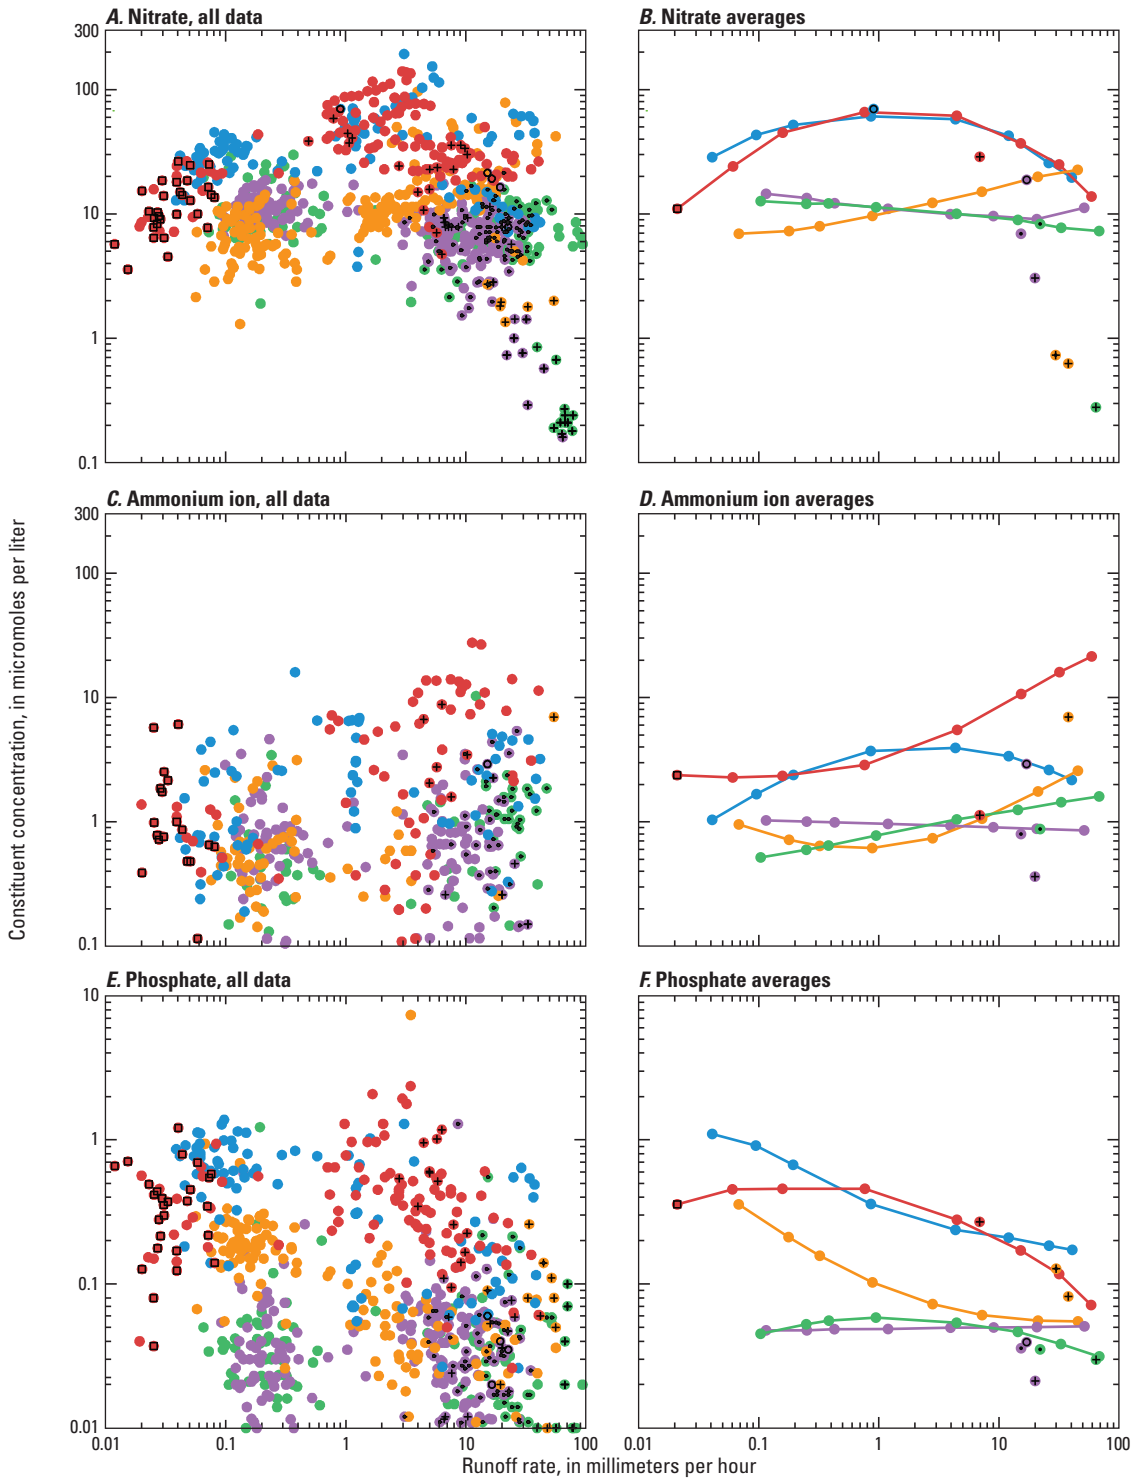 A. Nitrate, all data
B. Nitrate averages
300
100
10
1
0.1
C. Ammonium ion, all data
D. Ammonium ion averages
300
100
10
1
0.1
Constituent concentration, in micromoles per liter
E. Phosphate, all data
F. Phosphate averages
10
1
0.1
0.01
0.01 0.1 1 10 100 0.01 0.1 1 10 100
Runoff rate, in millimeters per hour